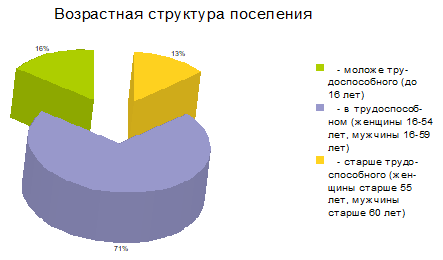 Возрастная структура поселения
16%
13%
71%
- моложе тру-
доспособного (до
16 лет)
- в трудоспособ-
ном (женщины 16-54
лет, мужчины 16-59
лет)
- старше трудо-
способного (жен-
щины старше 55
лет, мужчины
старше 60 лет)